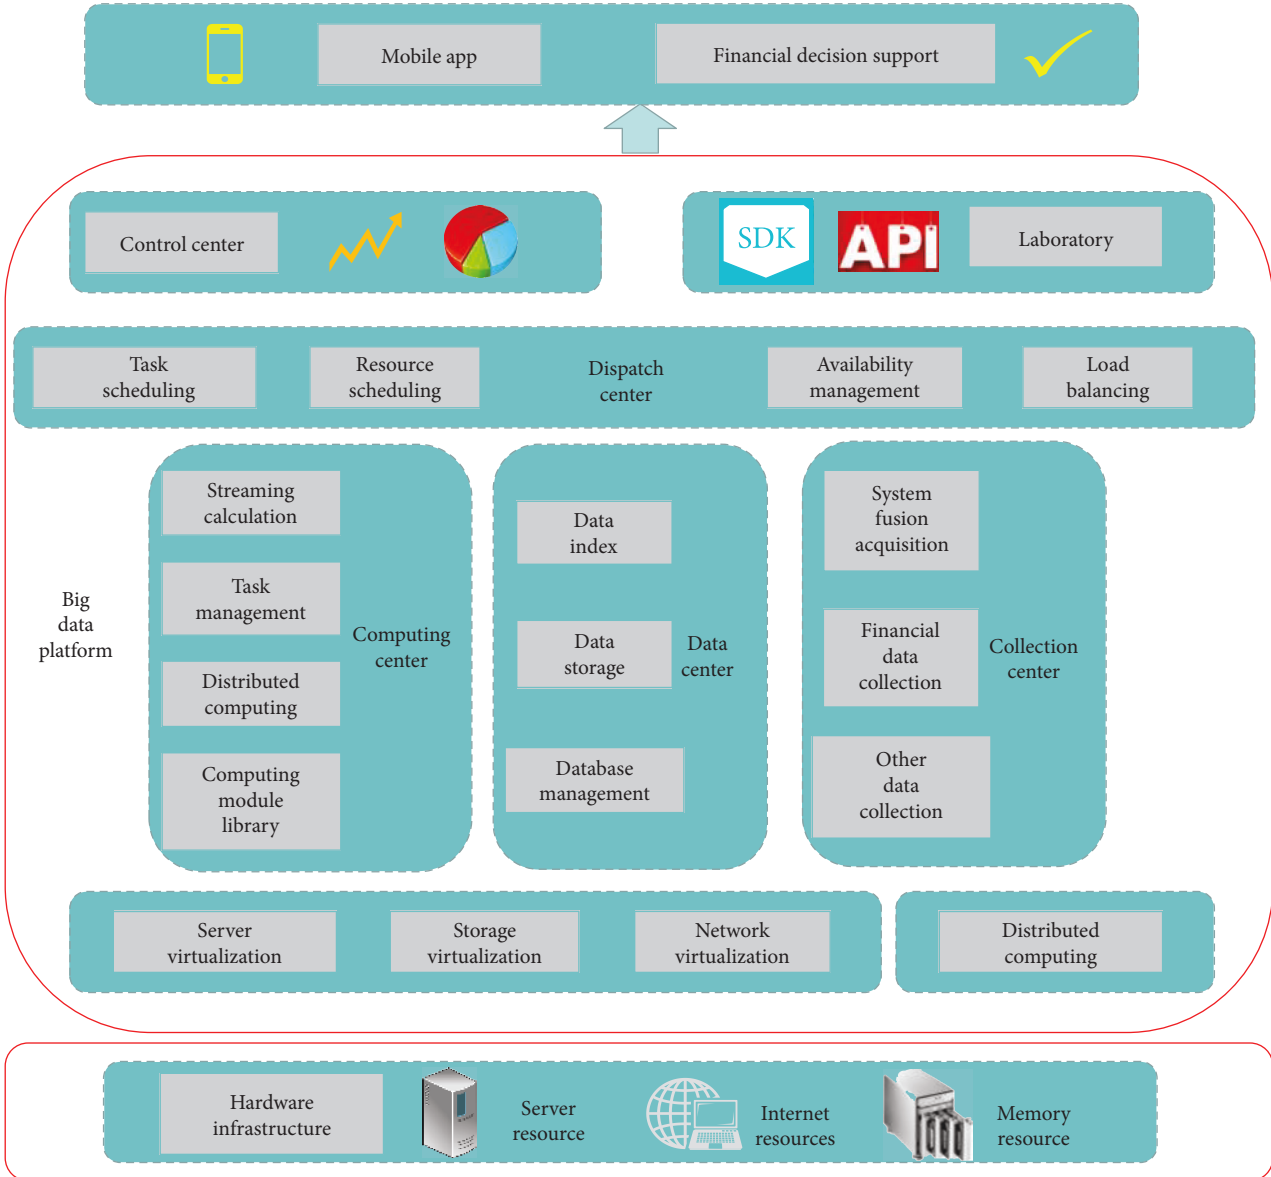 Mobile app
Financial decision support
Control center
SDK
API
Laboratory
Task
scheduling
Resource
scheduling
Dispatch
center
Availability
management
Load
balancing
Big
data
platform
Streaming
calculation
Task
management
Distributed
computing
Computing
module
library
Computing
center
Data
index
Data
storage
Database
management
Data
center
System
fusion
acquisition
Financial
data
collection
Other
data
collection
Collection
center
Server
virtualization
Storage
virtualization
Network
virtualization
Distributed
computing
Hardware
infrastructure
Server
resource
Internet
resources
Memory
resource